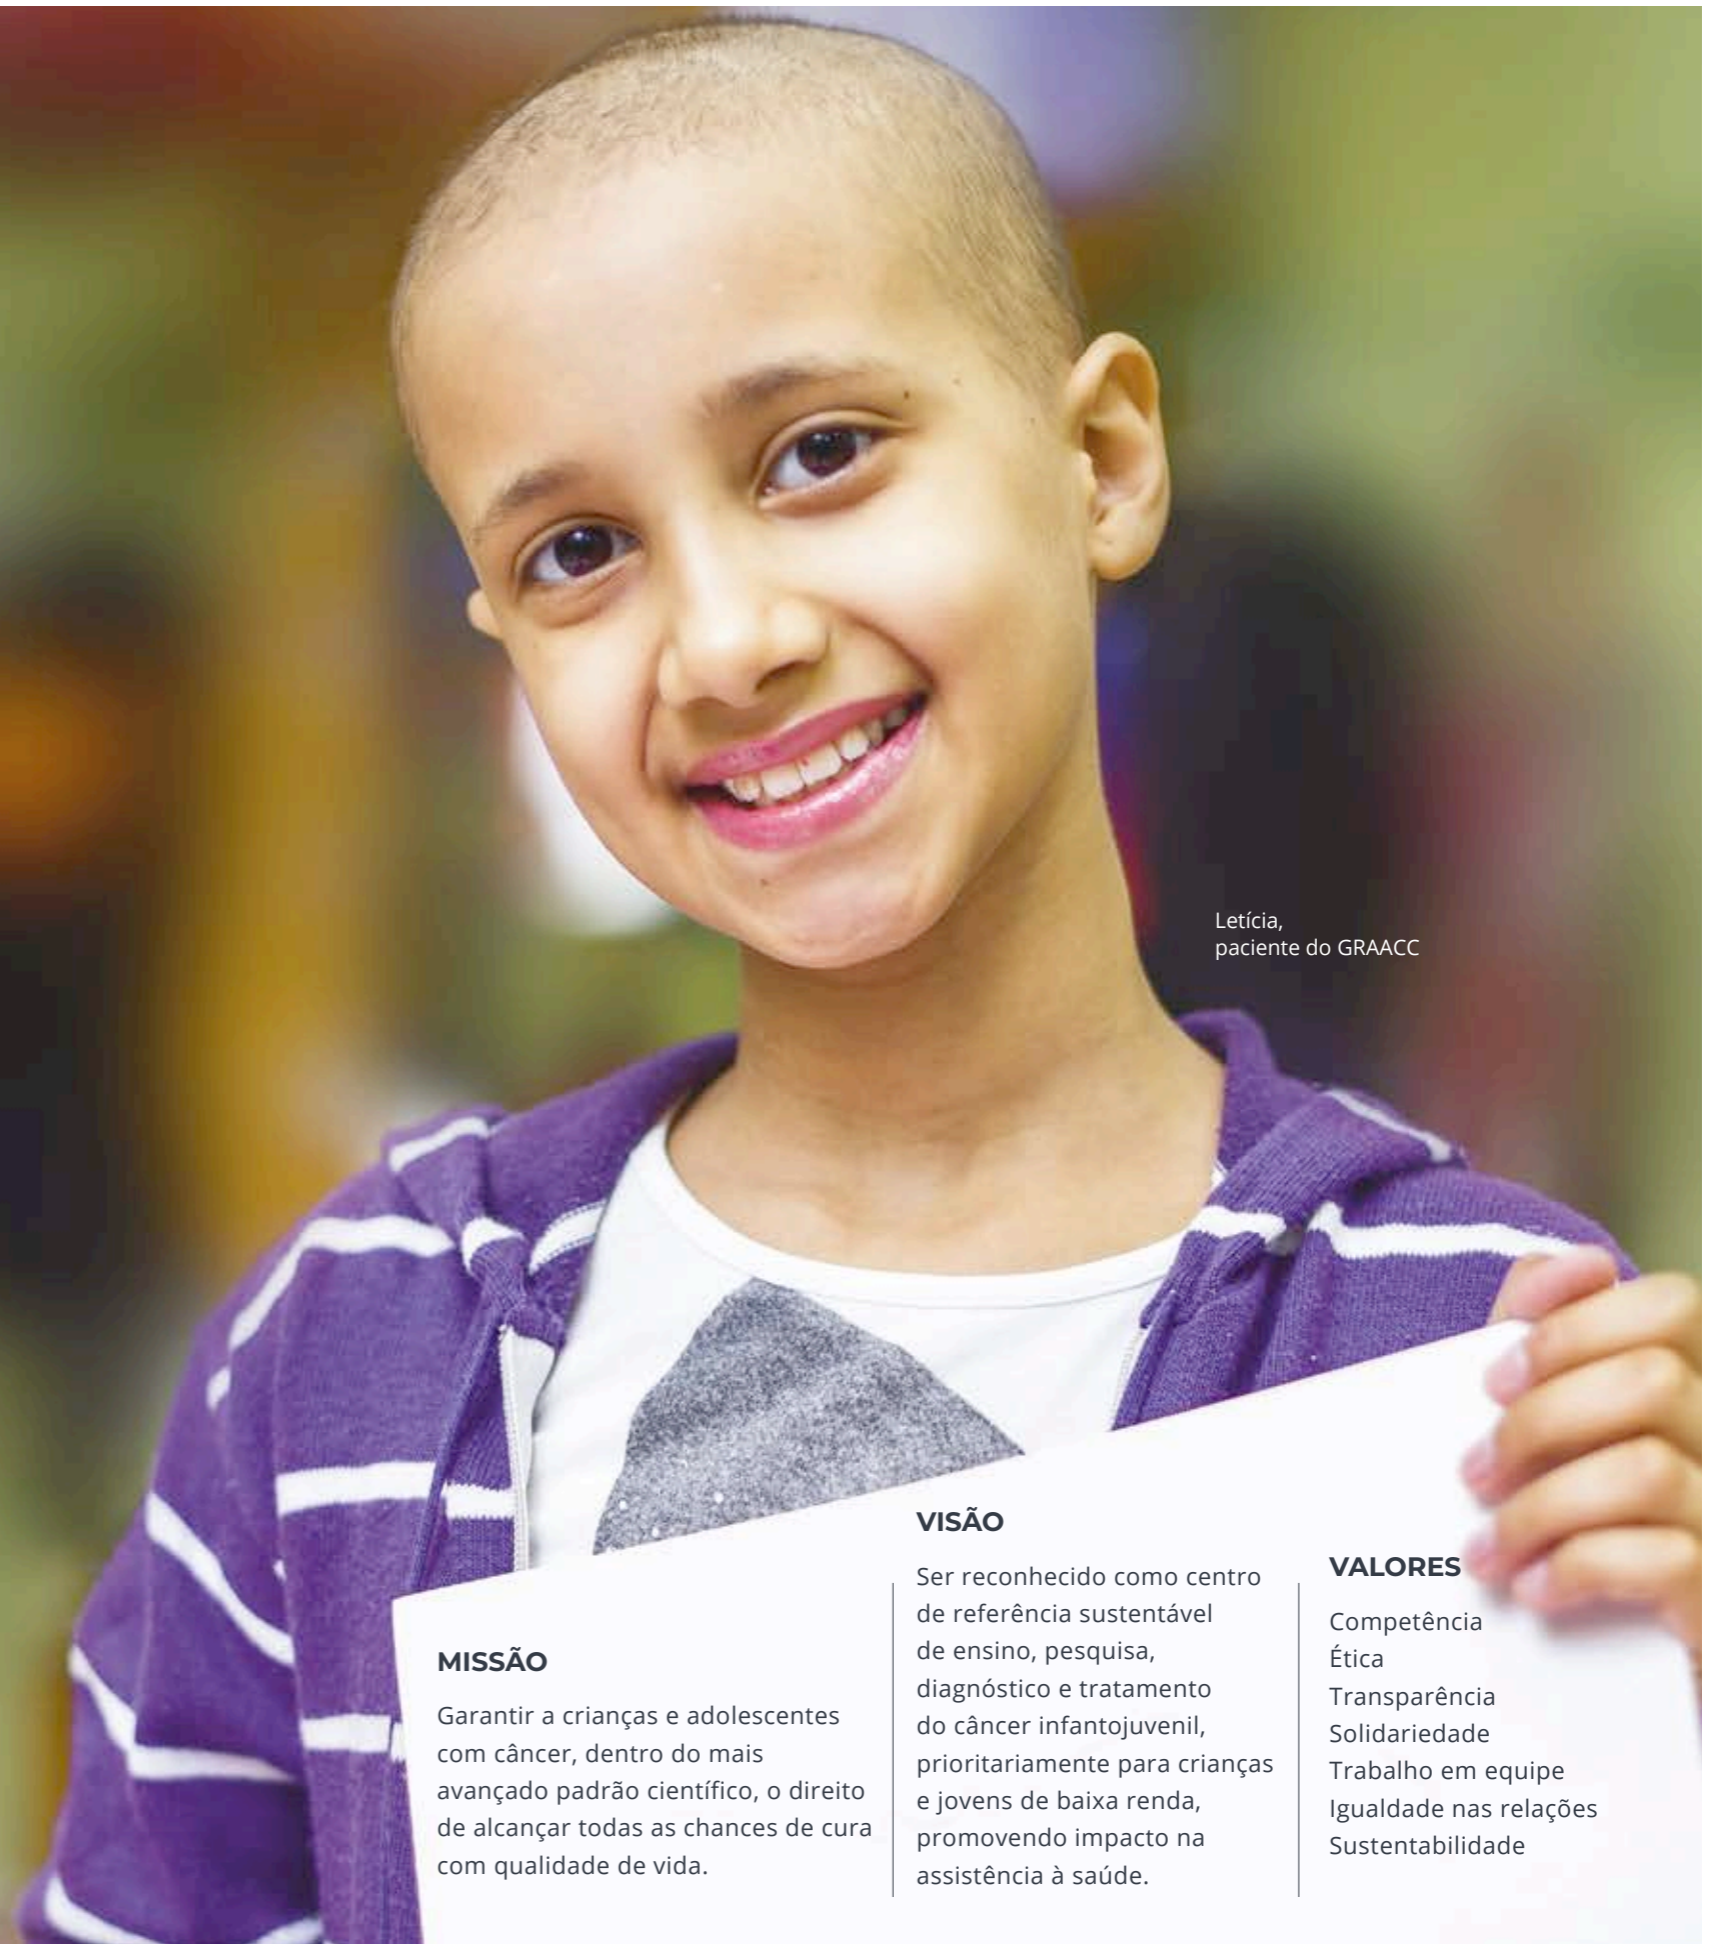 Letícia,
paciente do GRAACC
MISSÃO
Garantir a crianças e adolescentes
com câncer, dentro do mais
avançado padrão científico, o direito
de alcançar todas as chances de cura
com qualidade de vida.
VISÃO
Ser reconhecido como centro
de referência sustentável
de ensino, pesquisa,
diagnóstico e tratamento
do câncer infantojuvenil,
prioritariamente para crianças
e jovens de baixa renda,
promovendo impacto na
assistência à saúde.
VALORES
Competência
Ética
Transparência
Solidariedade
Trabalho em equipe
Igualdade nas relações
Sustentabilidade